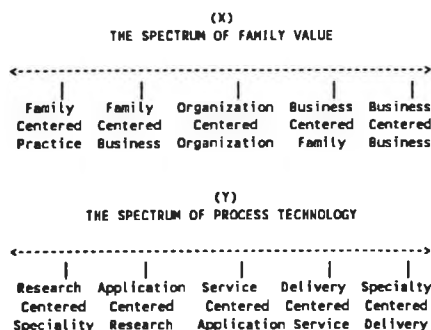 (X)
THE SPECTRUM OF FAMILY VALUE
Family Family Organization Business Business
Centered Centered Centered Centered Centered
Practice Business Organization Family Business
(Y)
THE SPECTRUM OF PROCESS TECHNOLOGY
Research Application Service Delivery Specialty
Centered Centered Centered Centered Centered
Speciality Research Application Service Delivery